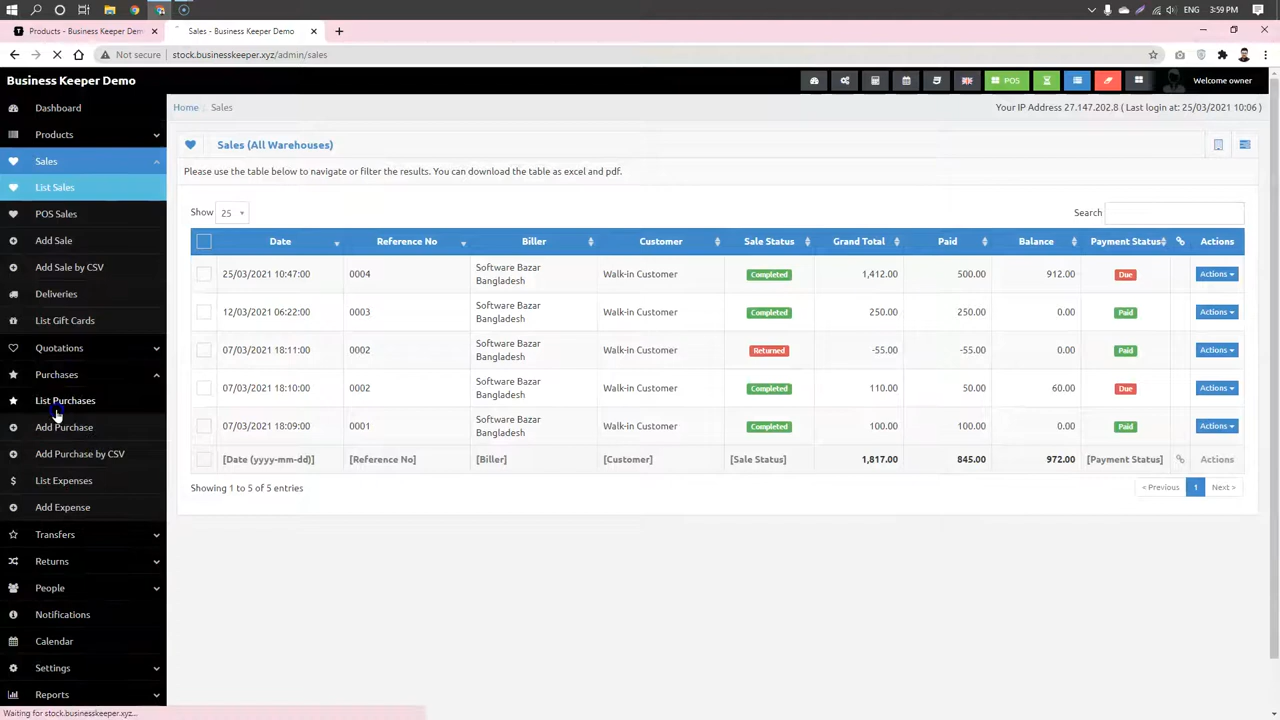 ENG 3:59 PM
Products - Business Keeper Demo
Sales - Business Keeper Demo
Not secure stock.businesskeeper.xyz/admin/sales
Business Keeper Demo
POS
Welcome owner
Dashboard
Products
Sales
List Sales
POS Sales
Add Sale
Add Sale by CSV
Deliveries
List Gift Cards
Quotations
Purchases
List Purchases
Add Purchase
Add Purchase by CSV
List Expenses
Add Expense
Transfers
Returns
People
Notifications
Calendar
Settings
Reports
Home / Sales
Your IP Address 27.147.202.8 ( Last login at: 25/03/2021 10:06 )
Sales (All Warehouses)
Please use the table below to navigate or filter the results. You can download the table as excel and pdf.
Show 25
Search
Date Reference No Biller Customer Sale Status Grand Total Paid Balance Payment Status Actions
25/03/2021 10:47:00 0004 Software Bazar Bangladesh Walk-in Customer Completed 1,412.00 500.00 912.00 Due Actions
12/03/2021 06:22:00 0003 Software Bazar Bangladesh Walk-in Customer Completed 250.00 250.00 0.00 Paid Actions
07/03/2021 18:11:00 0002 Software Bazar Bangladesh Walk-in Customer Returned -55.00 -55.00 0.00 Paid Actions
07/03/2021 18:10:00 0002 Software Bazar Bangladesh Walk-in Customer Completed 110.00 50.00 60.00 Due Actions
07/03/2021 18:09:00 0001 Software Bazar Bangladesh Walk-in Customer Completed 100.00 100.00 0.00 Paid Actions
[Date (yyyy-mm-dd)] [Reference No] [Biller] [Customer] [Sale Status] 1,817.00 845.00 972.00 [Payment Status] Actions
Showing 1 to 5 of 5 entries
< Previous 1 Next >
Waiting for stock.businesskeeper.xyz...